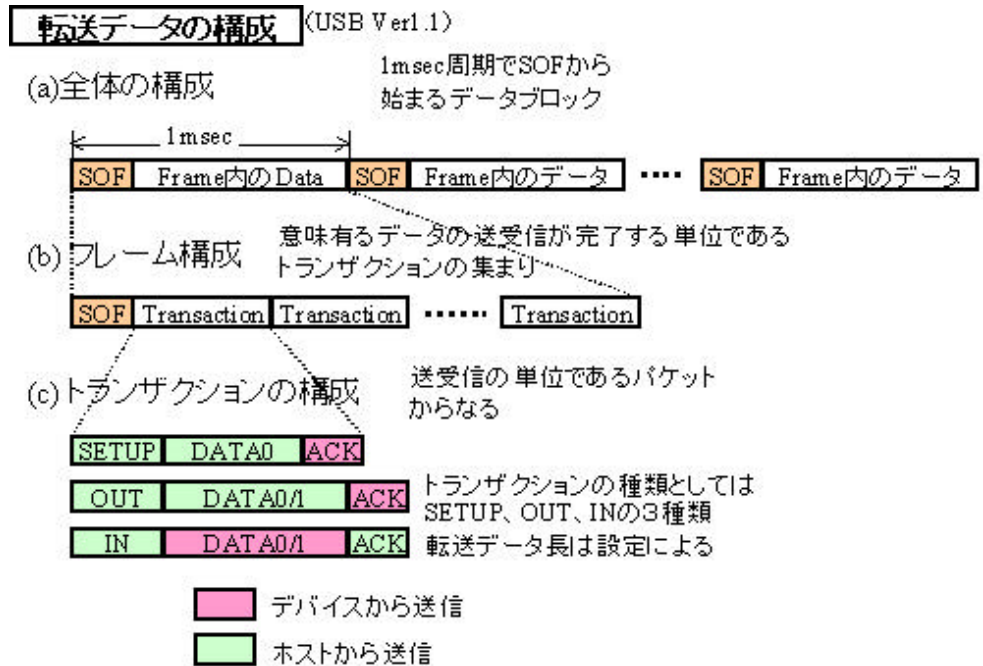 転送データの構成 (USB Ver1.1)
(a)全体の構成
1msec周期でSOFから
始まるデータブロック
1msec
SOF Frame内のData SOF Frame内のデータ ・・・・ SOF Frame内のデータ
(b) フレーム構成
意味有るデータの送受信が完了する単位である
トランザクションの集まり
SOF Transaction Transaction ・・・・・・ Transaction
(c)トランザクションの構成
送受信の単位であるパケット
からなる
SETUP DATA0 ACK
OUT DATA0/1 ACK
トランザクションの種類としては
SETUP、OUT、INの3種類
IN DATA0/1 ACK
転送データ長は設定による
デバイスから送信
ホストから送信